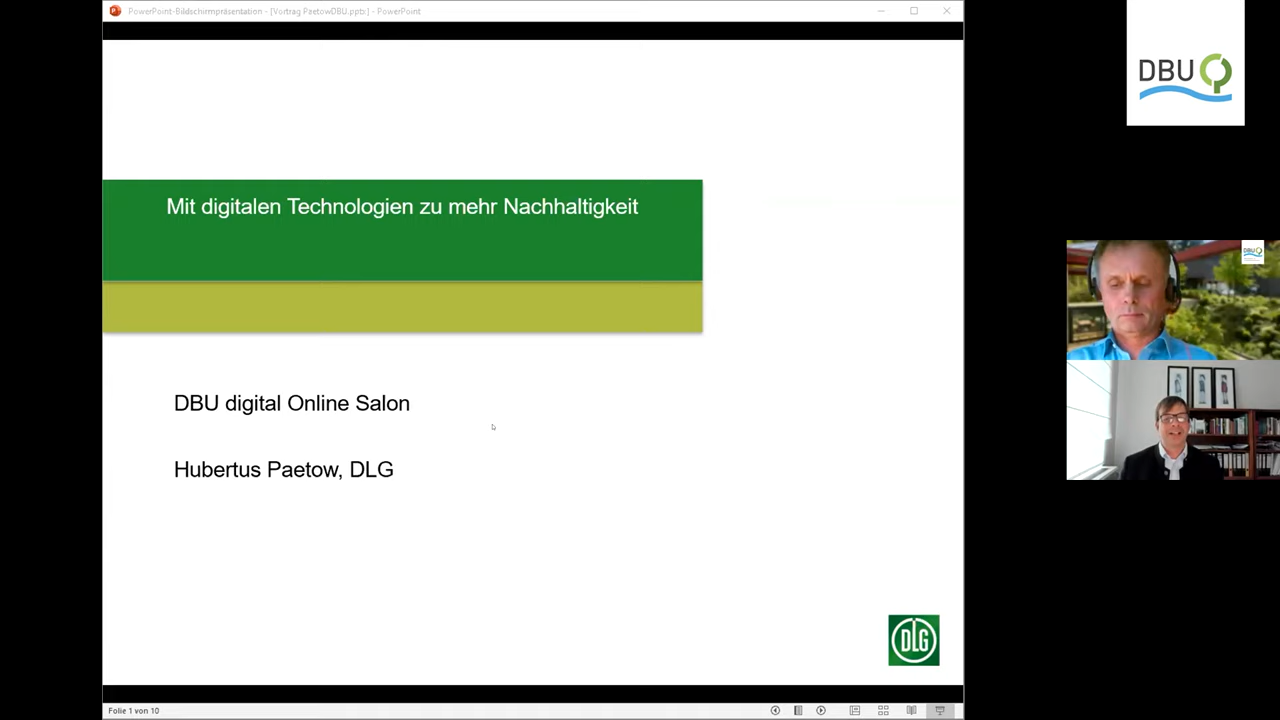 PowerPoint-Bildschirmpräsentation - [Vortrag PaetowDBU.pptx] - PowerPoint
DBU
Mit digitalen Technologien zu mehr Nachhaltigkeit
DBU
DBU digital Online Salon
Hubertus Paetow, DLG
DLG
Folie 1 von 10